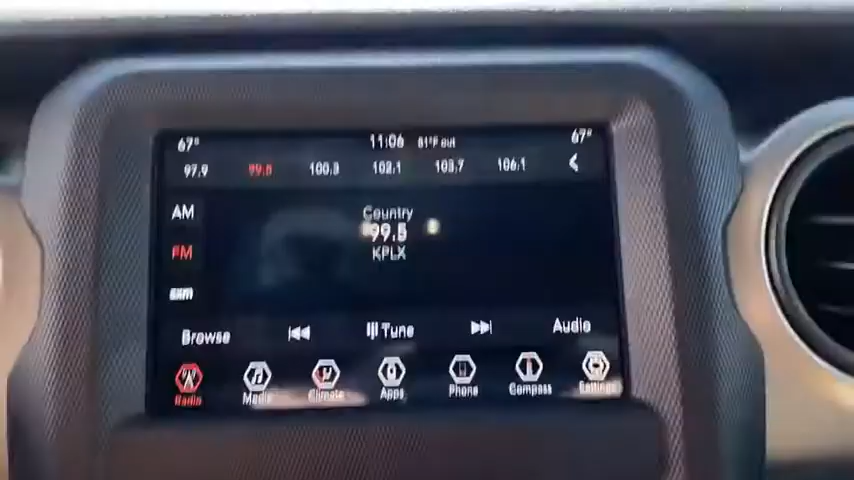 67° 11:06 81°F out 67°
97.9 99.5 100.3 102.1 103.7 106.1
AM
FM
SXM
Country
99.5
KPLX
Browse Tune Audio
Radio Media Climate Apps Phone Compass Settings